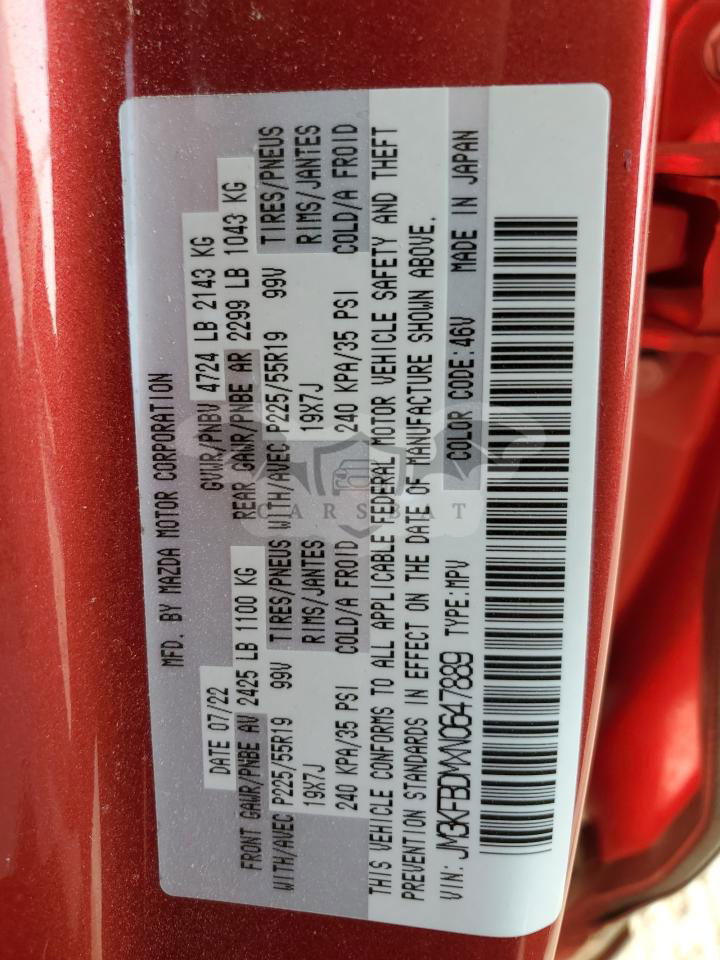 MFD. BY MAZDA MOTOR CORPORATION
DATE 07/22 GVWR/PNBV 4724 LB 2143 KG
FRONT GAWR/PNBE AV 2425 LB 1100 KG REAR GAWR/PNBE AR 2299 LB 1043 KG
WITH/AVEC P225/55R19 99V TIRES/PNEUS WITH/AVEC P225/55R19 99V TIRES/PNEUS
19X7J RIMS/JANTES 19X7J RIMS/JANTES
240 KPA/35 PSI COLD/A FROID 240 KPA/35 PSI COLD/A FROID
THIS VEHICLE CONFORMS TO ALL APPLICABLE FEDERAL MOTOR VEHICLE SAFETY AND THEFT
PREVENTION STANDARDS IN EFFECT ON THE DATE OF MANUFACTURE SHOWN ABOVE.
VIN: JM3KFBDMXN0647889 TYPE:MPV COLOR CODE:46V MADE IN JAPAN
CARSBAT